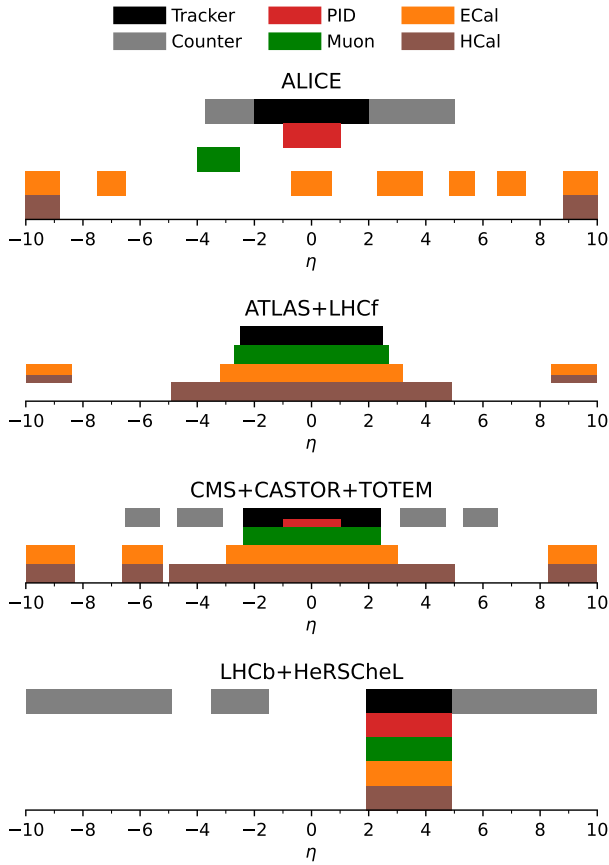 Tracker PID ECal
Counter Muon HCal
ALICE
−10 −8 −6 −4 −2 0 2 4 6 8 10
η
ATLAS+LHCf
−10 −8 −6 −4 −2 0 2 4 6 8 10
η
CMS+CASTOR+TOTEM
−10 −8 −6 −4 −2 0 2 4 6 8 10
η
LHCb+HeRSCheL
−10 −8 −6 −4 −2 0 2 4 6 8 10
η